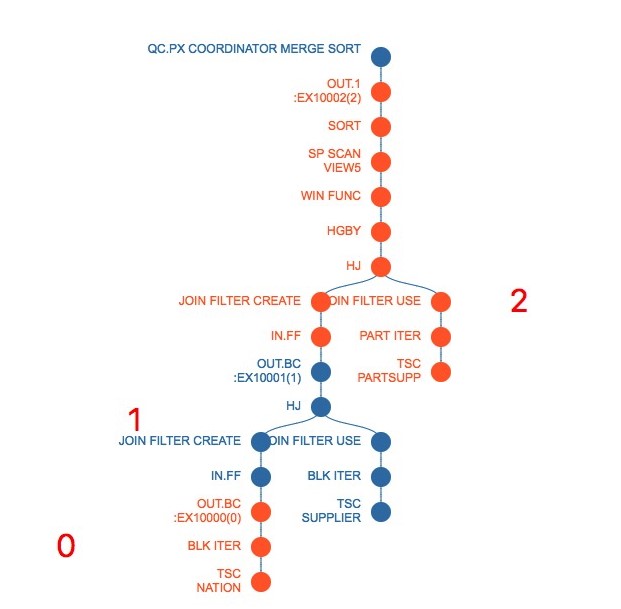 QC.PX COORDINATOR MERGE SORT
OUT.1
:EX10002(2)
SORT
SP SCAN
VIEW5
WIN FUNC
HGBY
HJ
JOIN FILTER CREATE
OIN FILTER USE
2
IN.FF
PART ITER
OUT.BC
:EX10001(1)
TSC
PARTSUPP
HJ
1
JOIN FILTER CREATE
OIN FILTER USE
IN.FF
BLK ITER
OUT.BC
:EX10000(0)
TSC
SUPPLIER
0
BLK ITER
TSC
NATION